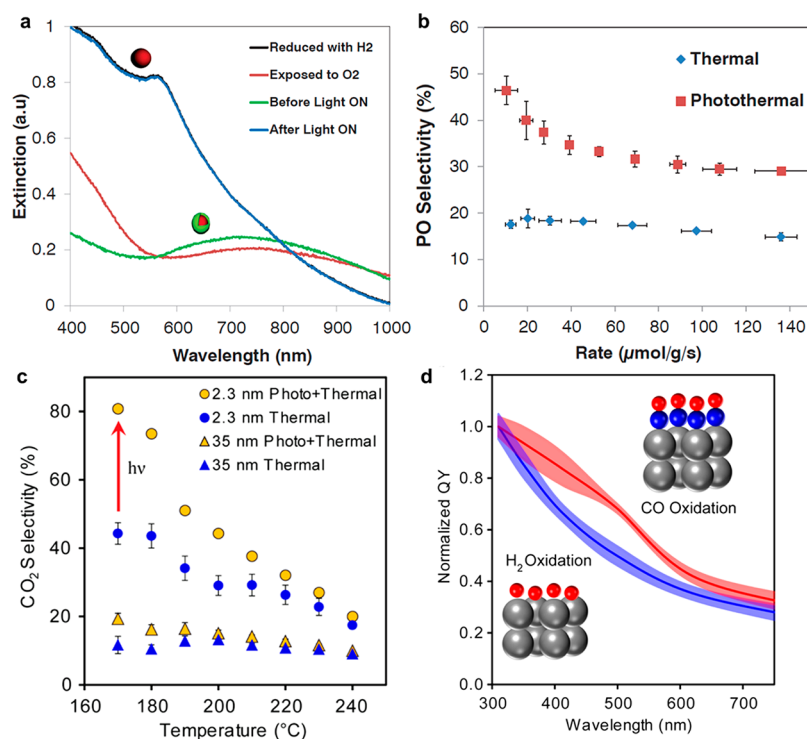 a
Extinction (a.u)
1
0.8
0.6
0.4
0.2
0
400 500 600 700 800 900 1000
Wavelength (nm)
Reduced with H2
Exposed to O2
Before Light ON
After Light ON
b
PO Selectivity (%)
60
50
40
30
20
10
0
0 20 40 60 80 100 120 140
Rate (µmol/g/s)
Thermal
Photothermal
c
CO2 Selectivity (%)
80
60
40
20
0
160 180 200 220 240
Temperature (°C)
2.3 nm Photo+Thermal
2.3 nm Thermal
35 nm Photo+Thermal
35 nm Thermal
hν
d
Normalized QY
1.2
1.0
0.8
0.6
0.4
0.2
0.0
300 400 500 600 700
Wavelength (nm)
CO Oxidation
H2 Oxidation